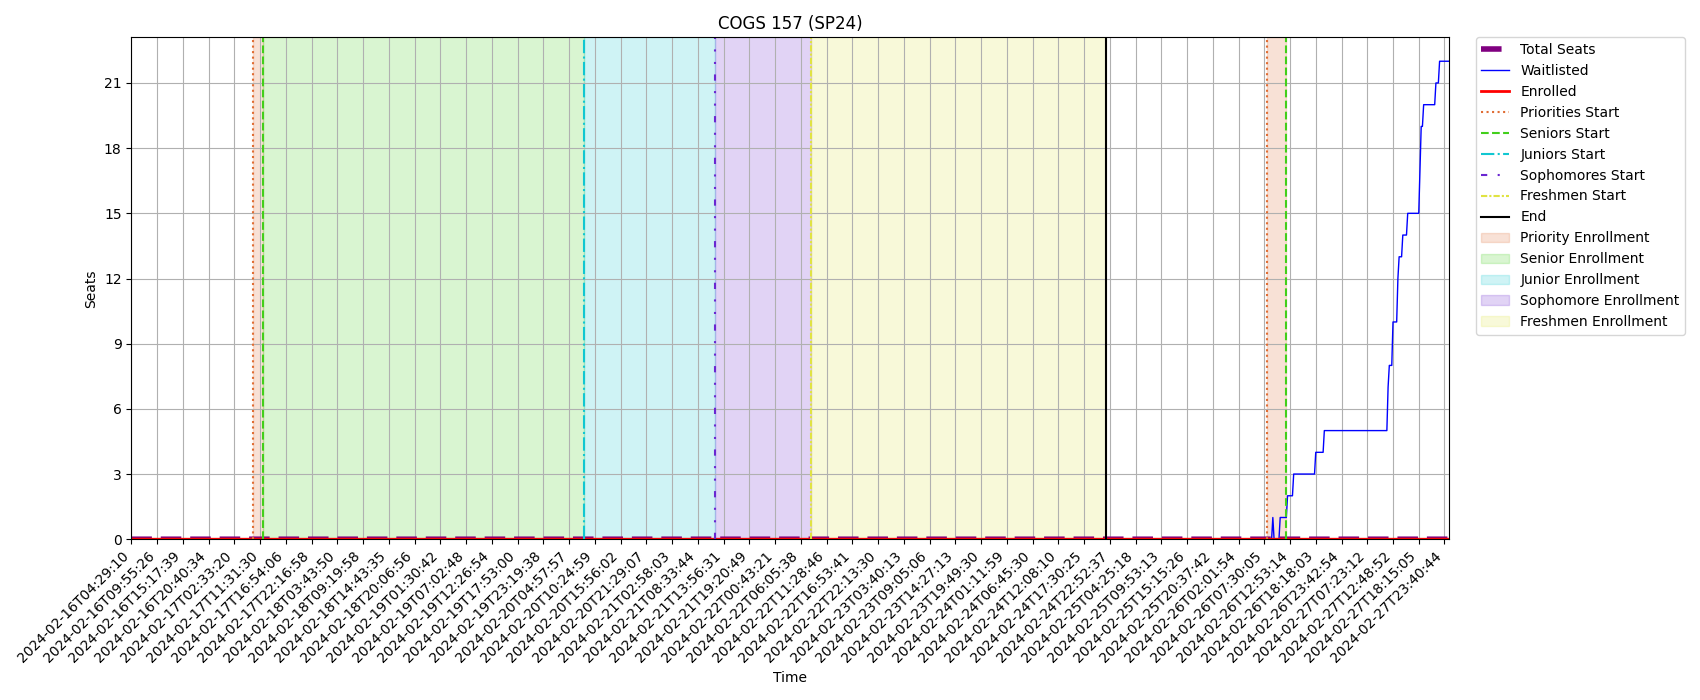 COGS 157 (SP24)
Seats
21
18
15
12
9
6
3
0
2024-02-16T04:29:10
2024-02-16T09:55:26
2024-02-16T15:17:39
2024-02-16T20:40:34
2024-02-17T02:33:20
2024-02-17T11:31:30
2024-02-17T16:54:06
2024-02-17T22:16:58
2024-02-18T03:43:50
2024-02-18T09:19:58
2024-02-18T14:43:35
2024-02-18T20:06:56
2024-02-19T01:30:42
2024-02-19T07:02:48
2024-02-19T12:26:54
2024-02-19T17:53:00
2024-02-19T23:19:38
2024-02-20T04:57:57
2024-02-20T10:24:59
2024-02-20T15:56:02
2024-02-20T21:29:07
2024-02-21T02:58:03
2024-02-21T08:33:44
2024-02-21T13:56:31
2024-02-21T19:20:49
2024-02-22T00:43:21
2024-02-22T06:05:38
2024-02-22T11:28:46
2024-02-22T16:53:41
2024-02-22T22:13:30
2024-02-23T03:40:13
2024-02-23T09:05:06
2024-02-23T14:27:13
2024-02-23T19:49:30
2024-02-24T01:11:59
2024-02-24T06:45:30
2024-02-24T12:08:10
2024-02-24T17:30:25
2024-02-24T22:52:37
2024-02-25T04:25:18
2024-02-25T09:53:13
2024-02-25T15:15:26
2024-02-25T20:37:42
2024-02-26T02:01:54
2024-02-26T07:30:05
2024-02-26T12:53:14
2024-02-26T18:18:03
2024-02-26T23:42:54
2024-02-27T07:23:12
2024-02-27T12:48:52
2024-02-27T18:15:05
2024-02-27T23:40:44
Time
Total Seats
Waitlisted
Enrolled
Priorities Start
Seniors Start
Juniors Start
Sophomores Start
Freshmen Start
End
Priority Enrollment
Senior Enrollment
Junior Enrollment
Sophomore Enrollment
Freshmen Enrollment